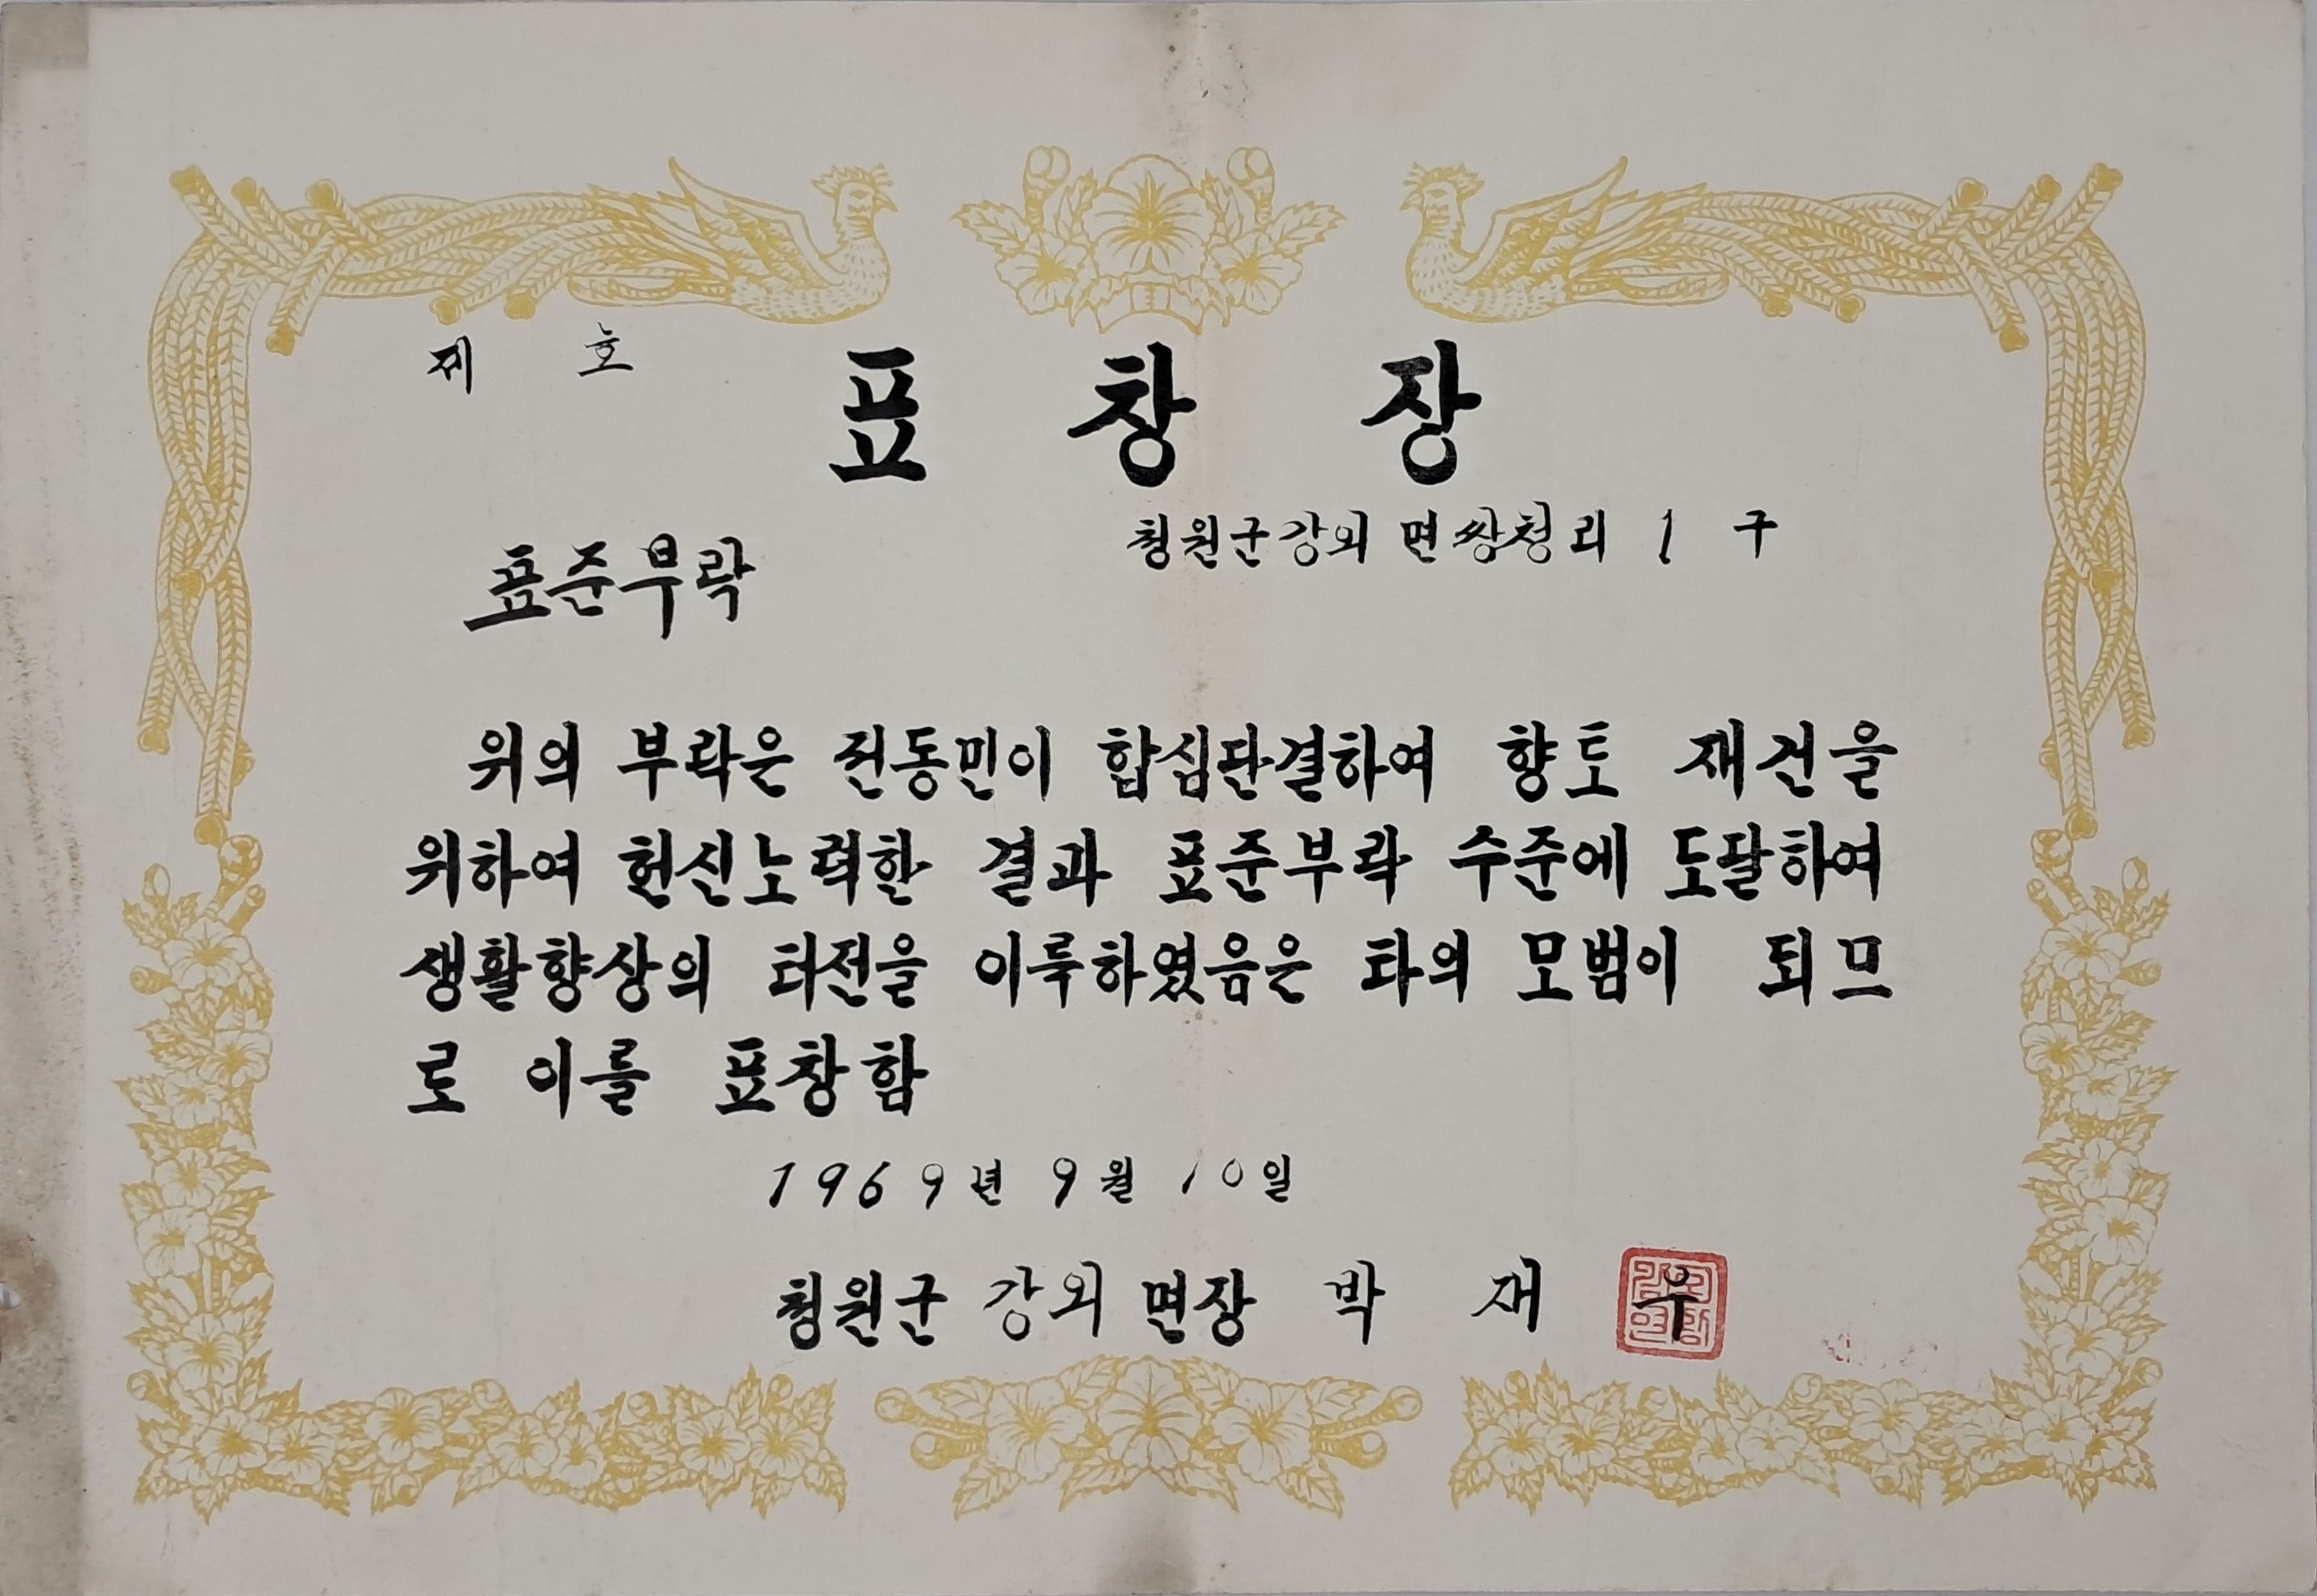 제 호
표 창 장
청원군 강외 면 쌍청리 1 구
표준부락
위의 부락은 전동민이 합심단결하여 향토 재건을
위하여 헌신노력한 결과 표준부락 수준에 도달하여
생활향상의 터전을 이룩하였음은 타의 모범이 되므
로 이를 표창함
1969년 9월 10일
청원군 강외 면장 박 재 우